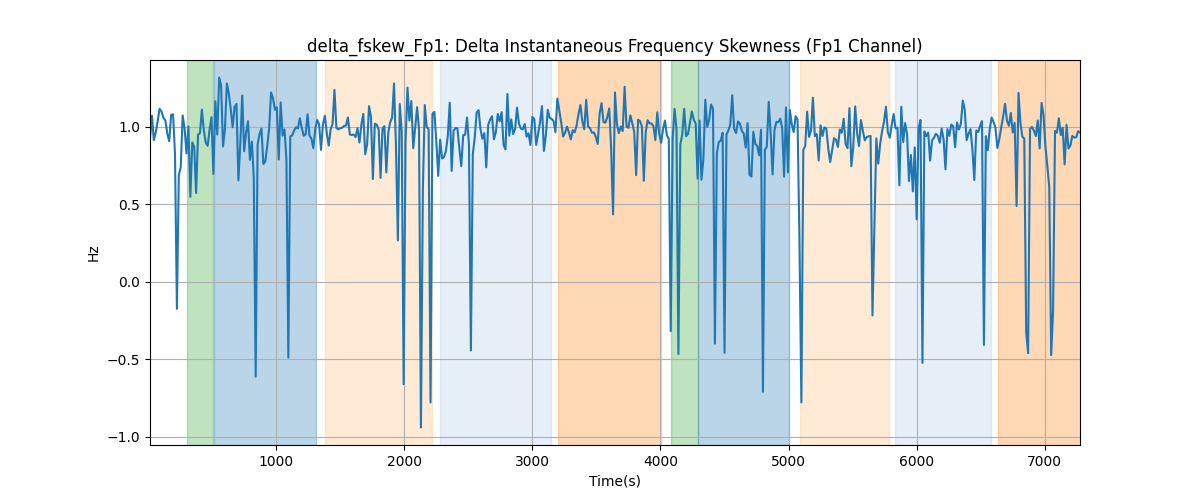 delta_fskew_Fp1: Delta Instantaneous Frequency Skewness (Fp1 Channel)
1.0
0.5
0.0
−0.5
−1.0
Hz
1000 2000 3000 4000 5000 6000 7000
Time(s)